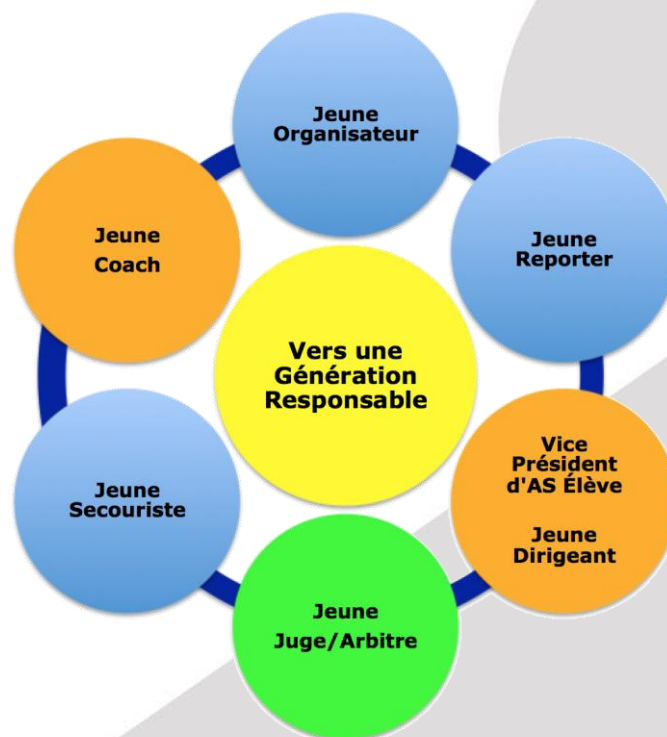 Jeune
Organisateur
Jeune
Reporter
Vice
Président
d'AS Élève
Jeune
Dirigeant
Jeune
Juge/Arbitre
Jeune
Secouriste
Jeune
Coach
Vers une
Génération
Responsable